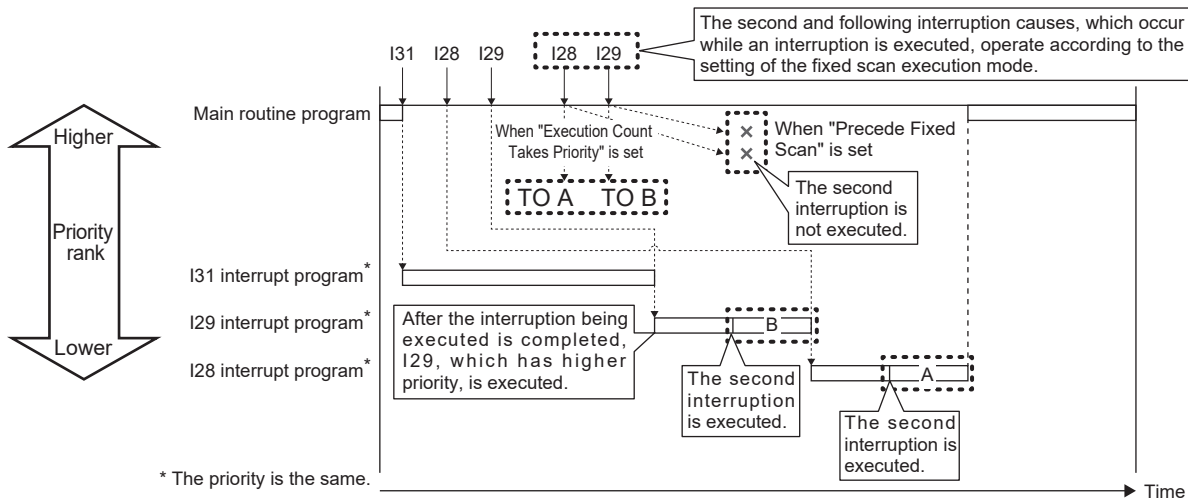 The second and following interruption causes, which occur
while an interruption is executed, operate according to the
setting of the fixed scan execution mode.
I31 I28 I29 I28 I29
Main routine program
Higher
Priority
rank
Lower
When "Execution Count
Takes Priority" is set
× When "Precede Fixed
× Scan" is set
TO A TO B
The second
interruption is
not executed.
I31 interrupt program*
I29 interrupt program*
I28 interrupt program*
After the interruption being
executed is completed,
I29, which has higher
priority, is executed.
B
The second
interruption
is executed.
A
The second
interruption is
executed.
* The priority is the same.
Time